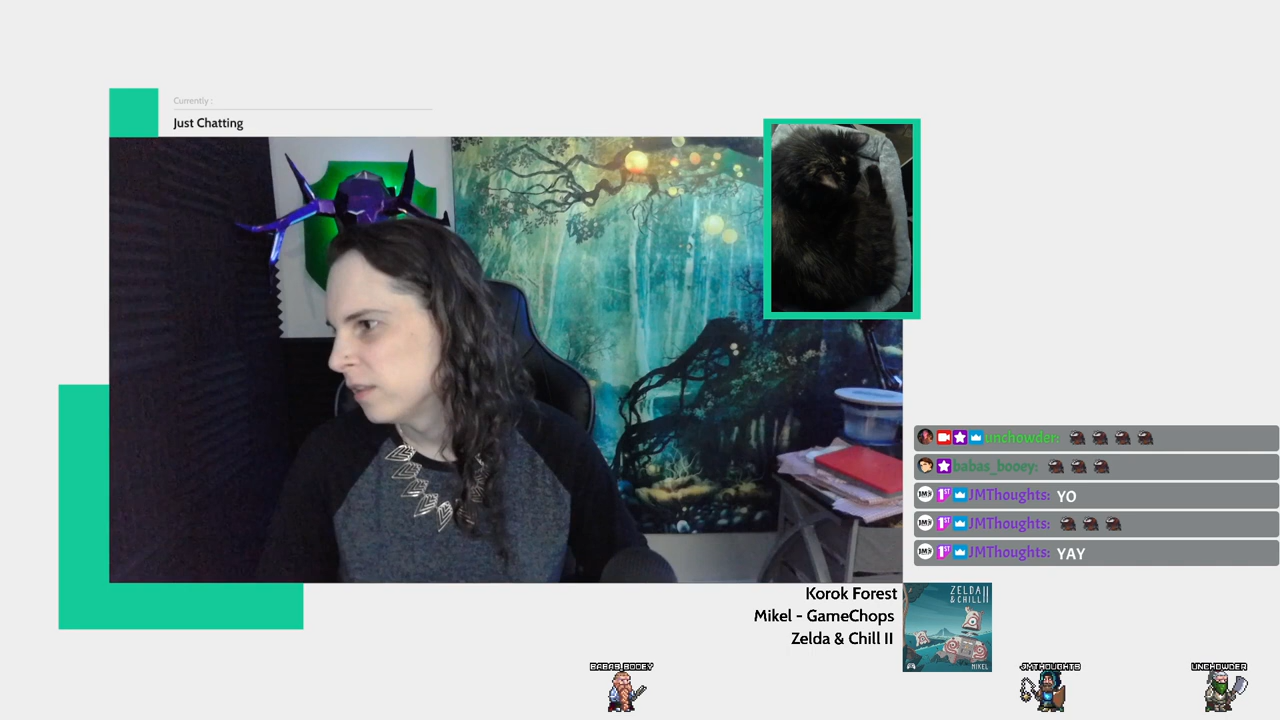 Currently :
Just Chatting
unchowder:
babas_booey:
JMThoughts: YO
JMThoughts:
JMThoughts: YAY
Korok Forest
Mikel - GameChops
Zelda & Chill II
ZELDA
& CHILL II
MIKEL
BABAS_BOOEY
JMTHOUGHTS
UNCHOWDER